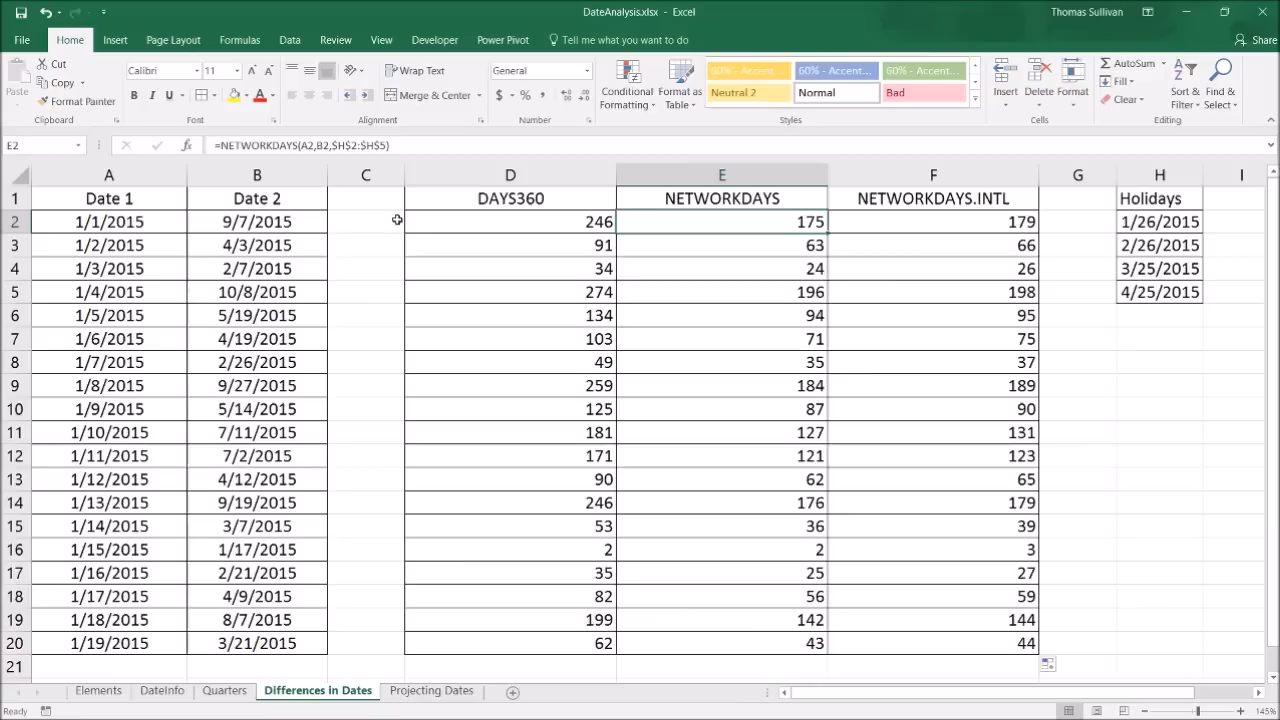 DateAnalysis.xlsx - Excel
Thomas Sullivan
File Home Insert Page Layout Formulas Data Review View Developer Power Pivot Tell me what you want to do Share
Paste
Cut
Copy
Format Painter
Clipboard
Calibri 11
B I U
Font
Wrap Text
Merge & Center
Alignment
General
$ % ,
Number
Conditional Formatting
Format as Table
60% - Accent... 60% - Accent... 60% - Accent...
Neutral 2 Normal Bad
Styles
Insert Delete Format
Cells
AutoSum
Fill
Clear
Sort & Filter
Find & Select
Editing
E2 fx =NETWORKDAYS(A2,B2,$H$2:$H$5)
A B C D E F G H I
1 Date 1 Date 2 DAYS360 NETWORKDAYS NETWORKDAYS.INTL Holidays
2 1/1/2015 9/7/2015 246 175 179 1/26/2015
3 1/2/2015 4/3/2015 91 63 66 2/26/2015
4 1/3/2015 2/7/2015 34 24 26 3/25/2015
5 1/4/2015 10/8/2015 274 196 198 4/25/2015
6 1/5/2015 5/19/2015 134 94 95
7 1/6/2015 4/19/2015 103 71 75
8 1/7/2015 2/26/2015 49 35 37
9 1/8/2015 9/27/2015 259 184 189
10 1/9/2015 5/14/2015 125 87 90
11 1/10/2015 7/11/2015 181 127 131
12 1/11/2015 7/2/2015 171 121 123
13 1/12/2015 4/12/2015 90 62 65
14 1/13/2015 9/19/2015 246 176 179
15 1/14/2015 3/7/2015 53 36 39
16 1/15/2015 1/17/2015 2 2 3
17 1/16/2015 2/21/2015 35 25 27
18 1/17/2015 4/9/2015 82 56 59
19 1/18/2015 8/7/2015 199 142 144
20 1/19/2015 3/21/2015 62 43 44
21
Elements DateInfo Quarters Differences in Dates Projecting Dates
Ready 145%